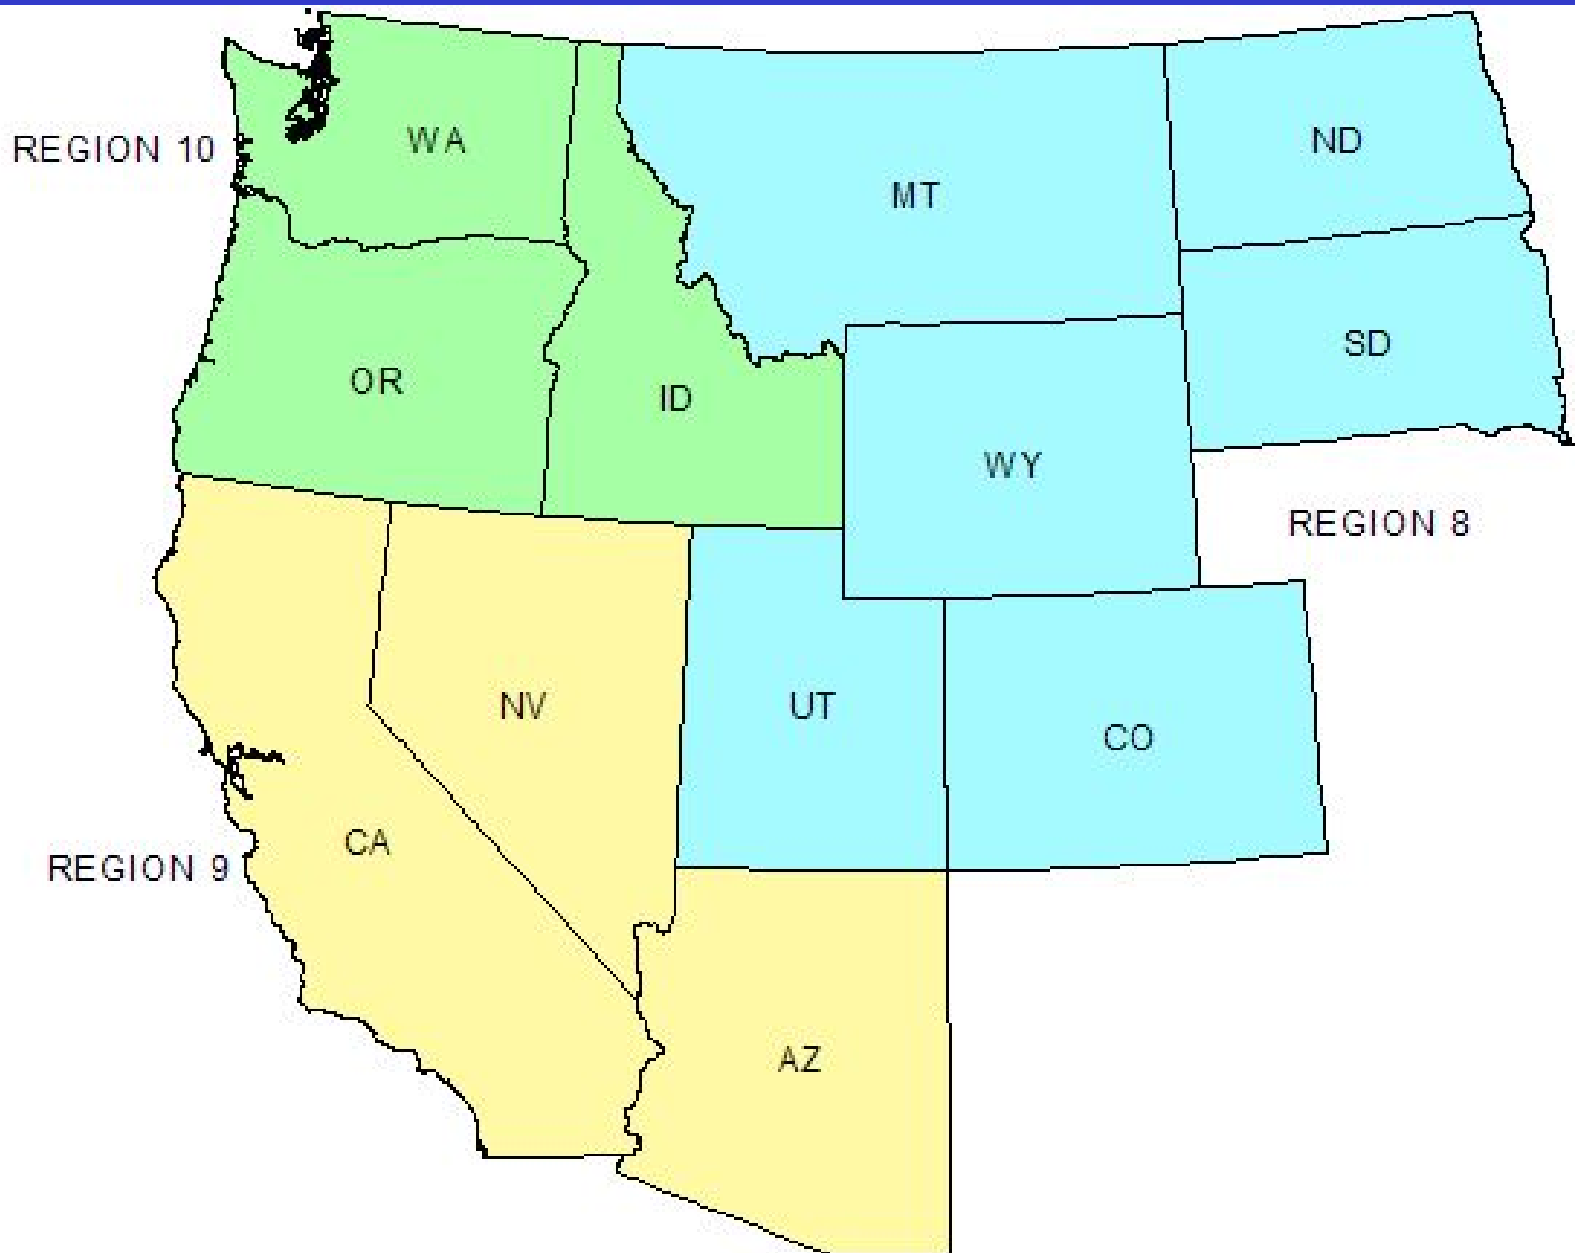 WA
ND
REGION 10
MT
SD
OR
ID
WY
REGION 8
NV
UT
CO
CA
REGION 9
AZ